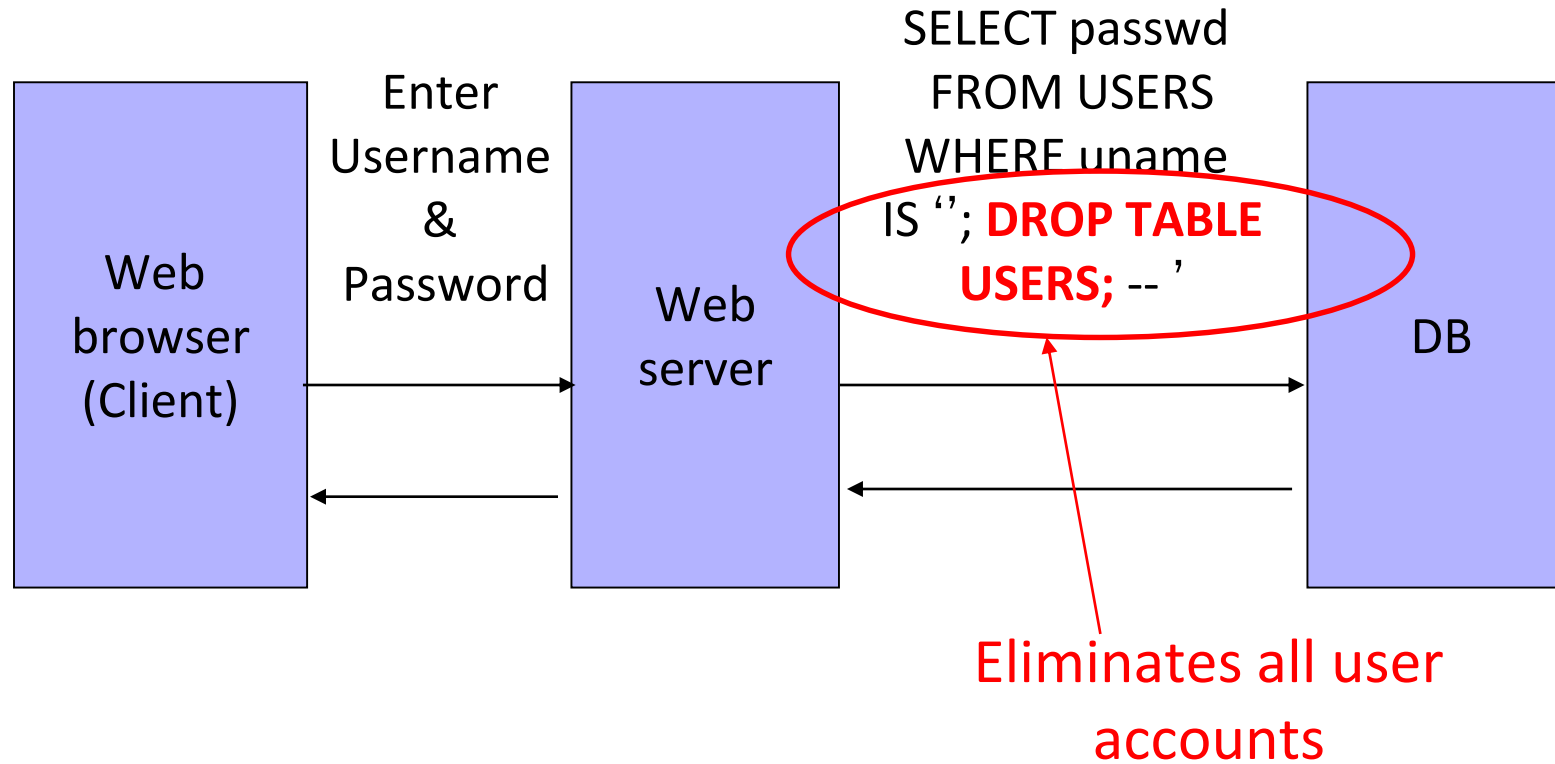 Web
browser
(Client)
Enter
Username
&
Password
Web
server
SELECT passwd
FROM USERS
WHERE uname
IS ‘’; DROP TABLE
USERS; -- ’
DB
Eliminates all user
accounts